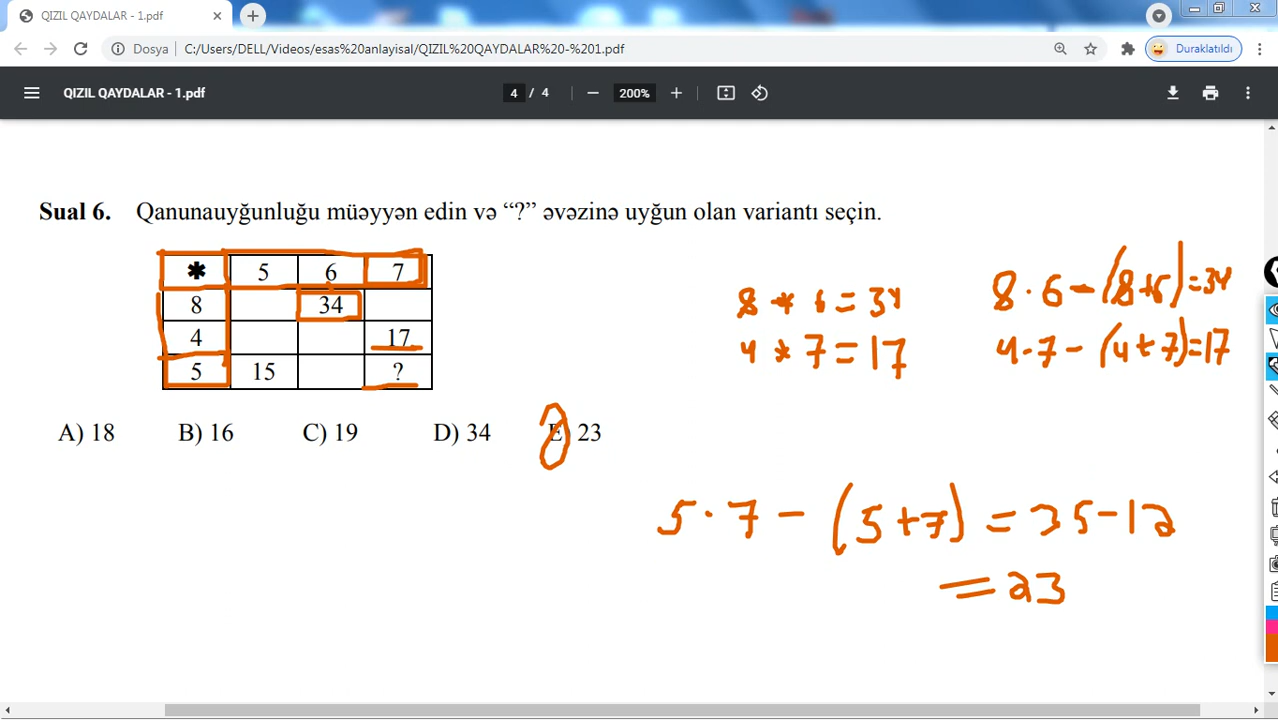 QIZIL QAYDALAR - 1.pdf
Dosya C:/Users/DELL/Videos/esas%20anlayisal/QIZIL%20QAYDALAR%20-%201.pdf Duraklatıldı
QIZIL QAYDALAR - 1.pdf 4 / 4 200%
Sual 6. Qanunauyğunluğu müəyyən edin və “?” əvəzinə uyğun olan variantı seçin.
* 5 6 7
8 34
4 17
5 15 ?
8 * 6 = 34
4 * 7 = 17
8 · 6 - (8+6) = 34
4 · 7 - (4+7) = 17
A) 18 B) 16 C) 19 D) 34 E) 23
5 · 7 - (5+7) = 35-12
= 23